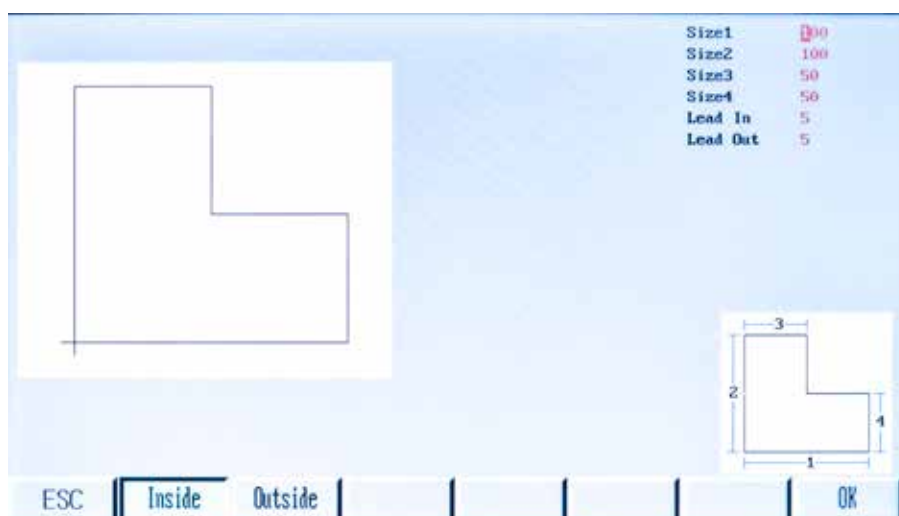 Size1 100
Size2 100
Size3 50
Size4 50
Lead In 5
Lead Out 5
3
2
4
1
ESC Inside Outside OK